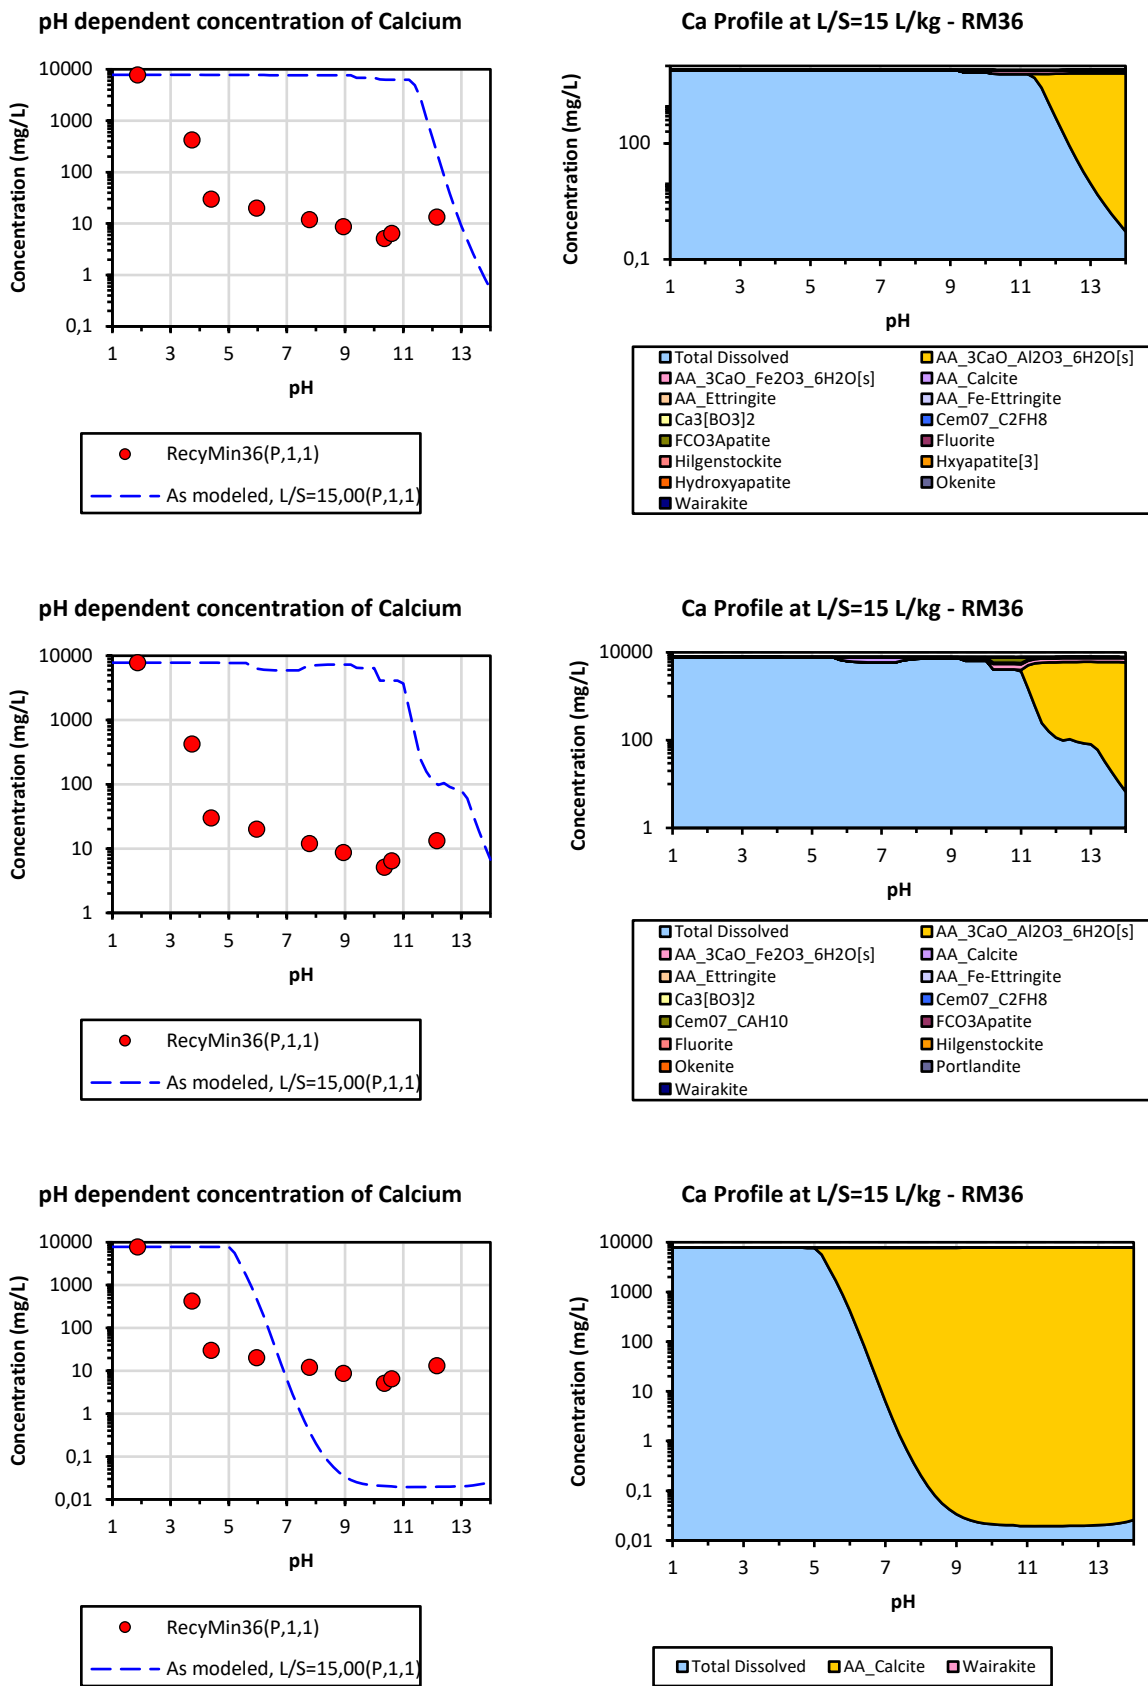 pH dependent concentration of Calcium
Concentration (mg/L)
10000
1000
100
10
1
0,1
1 3 5 7 9 11 13
pH
RecyMin36(P,1,1)
As modeled, L/S=15,00(P,1,1)
Ca Profile at L/S=15 L/kg - RM36
Concentration (mg/L)
100
0,1
1 3 5 7 9 11 13
pH
Total Dissolved AA_3CaO_Al2O3_6H2O[s]
AA_3CaO_Fe2O3_6H2O[s] AA_Calcite
AA_Ettringite AA_Fe-Ettringite
Ca3[BO3]2 Cem07_C2FH8
FCO3Apatite Fluorite
Hilgenstockite Hxyapatite[3]
Hydroxyapatite Okenite
Wairakite
pH dependent concentration of Calcium
Concentration (mg/L)
10000
1000
100
10
1
1 3 5 7 9 11 13
pH
RecyMin36(P,1,1)
As modeled, L/S=15,00(P,1,1)
Ca Profile at L/S=15 L/kg - RM36
Concentration (mg/L)
10000
100
1
1 3 5 7 9 11 13
pH
Total Dissolved AA_3CaO_Al2O3_6H2O[s]
AA_3CaO_Fe2O3_6H2O[s] AA_Calcite
AA_Ettringite AA_Fe-Ettringite
Ca3[BO3]2 Cem07_C2FH8
Cem07_CAH10 FCO3Apatite
Fluorite Hilgenstockite
Okenite Portlandite
Wairakite
pH dependent concentration of Calcium
Concentration (mg/L)
10000
1000
100
10
1
0,1
0,01
1 3 5 7 9 11 13
pH
RecyMin36(P,1,1)
As modeled, L/S=15,00(P,1,1)
Ca Profile at L/S=15 L/kg - RM36
Concentration (mg/L)
10000
1000
100
10
1
0,1
0,01
1 3 5 7 9 11 13
pH
Total Dissolved AA_Calcite Wairakite